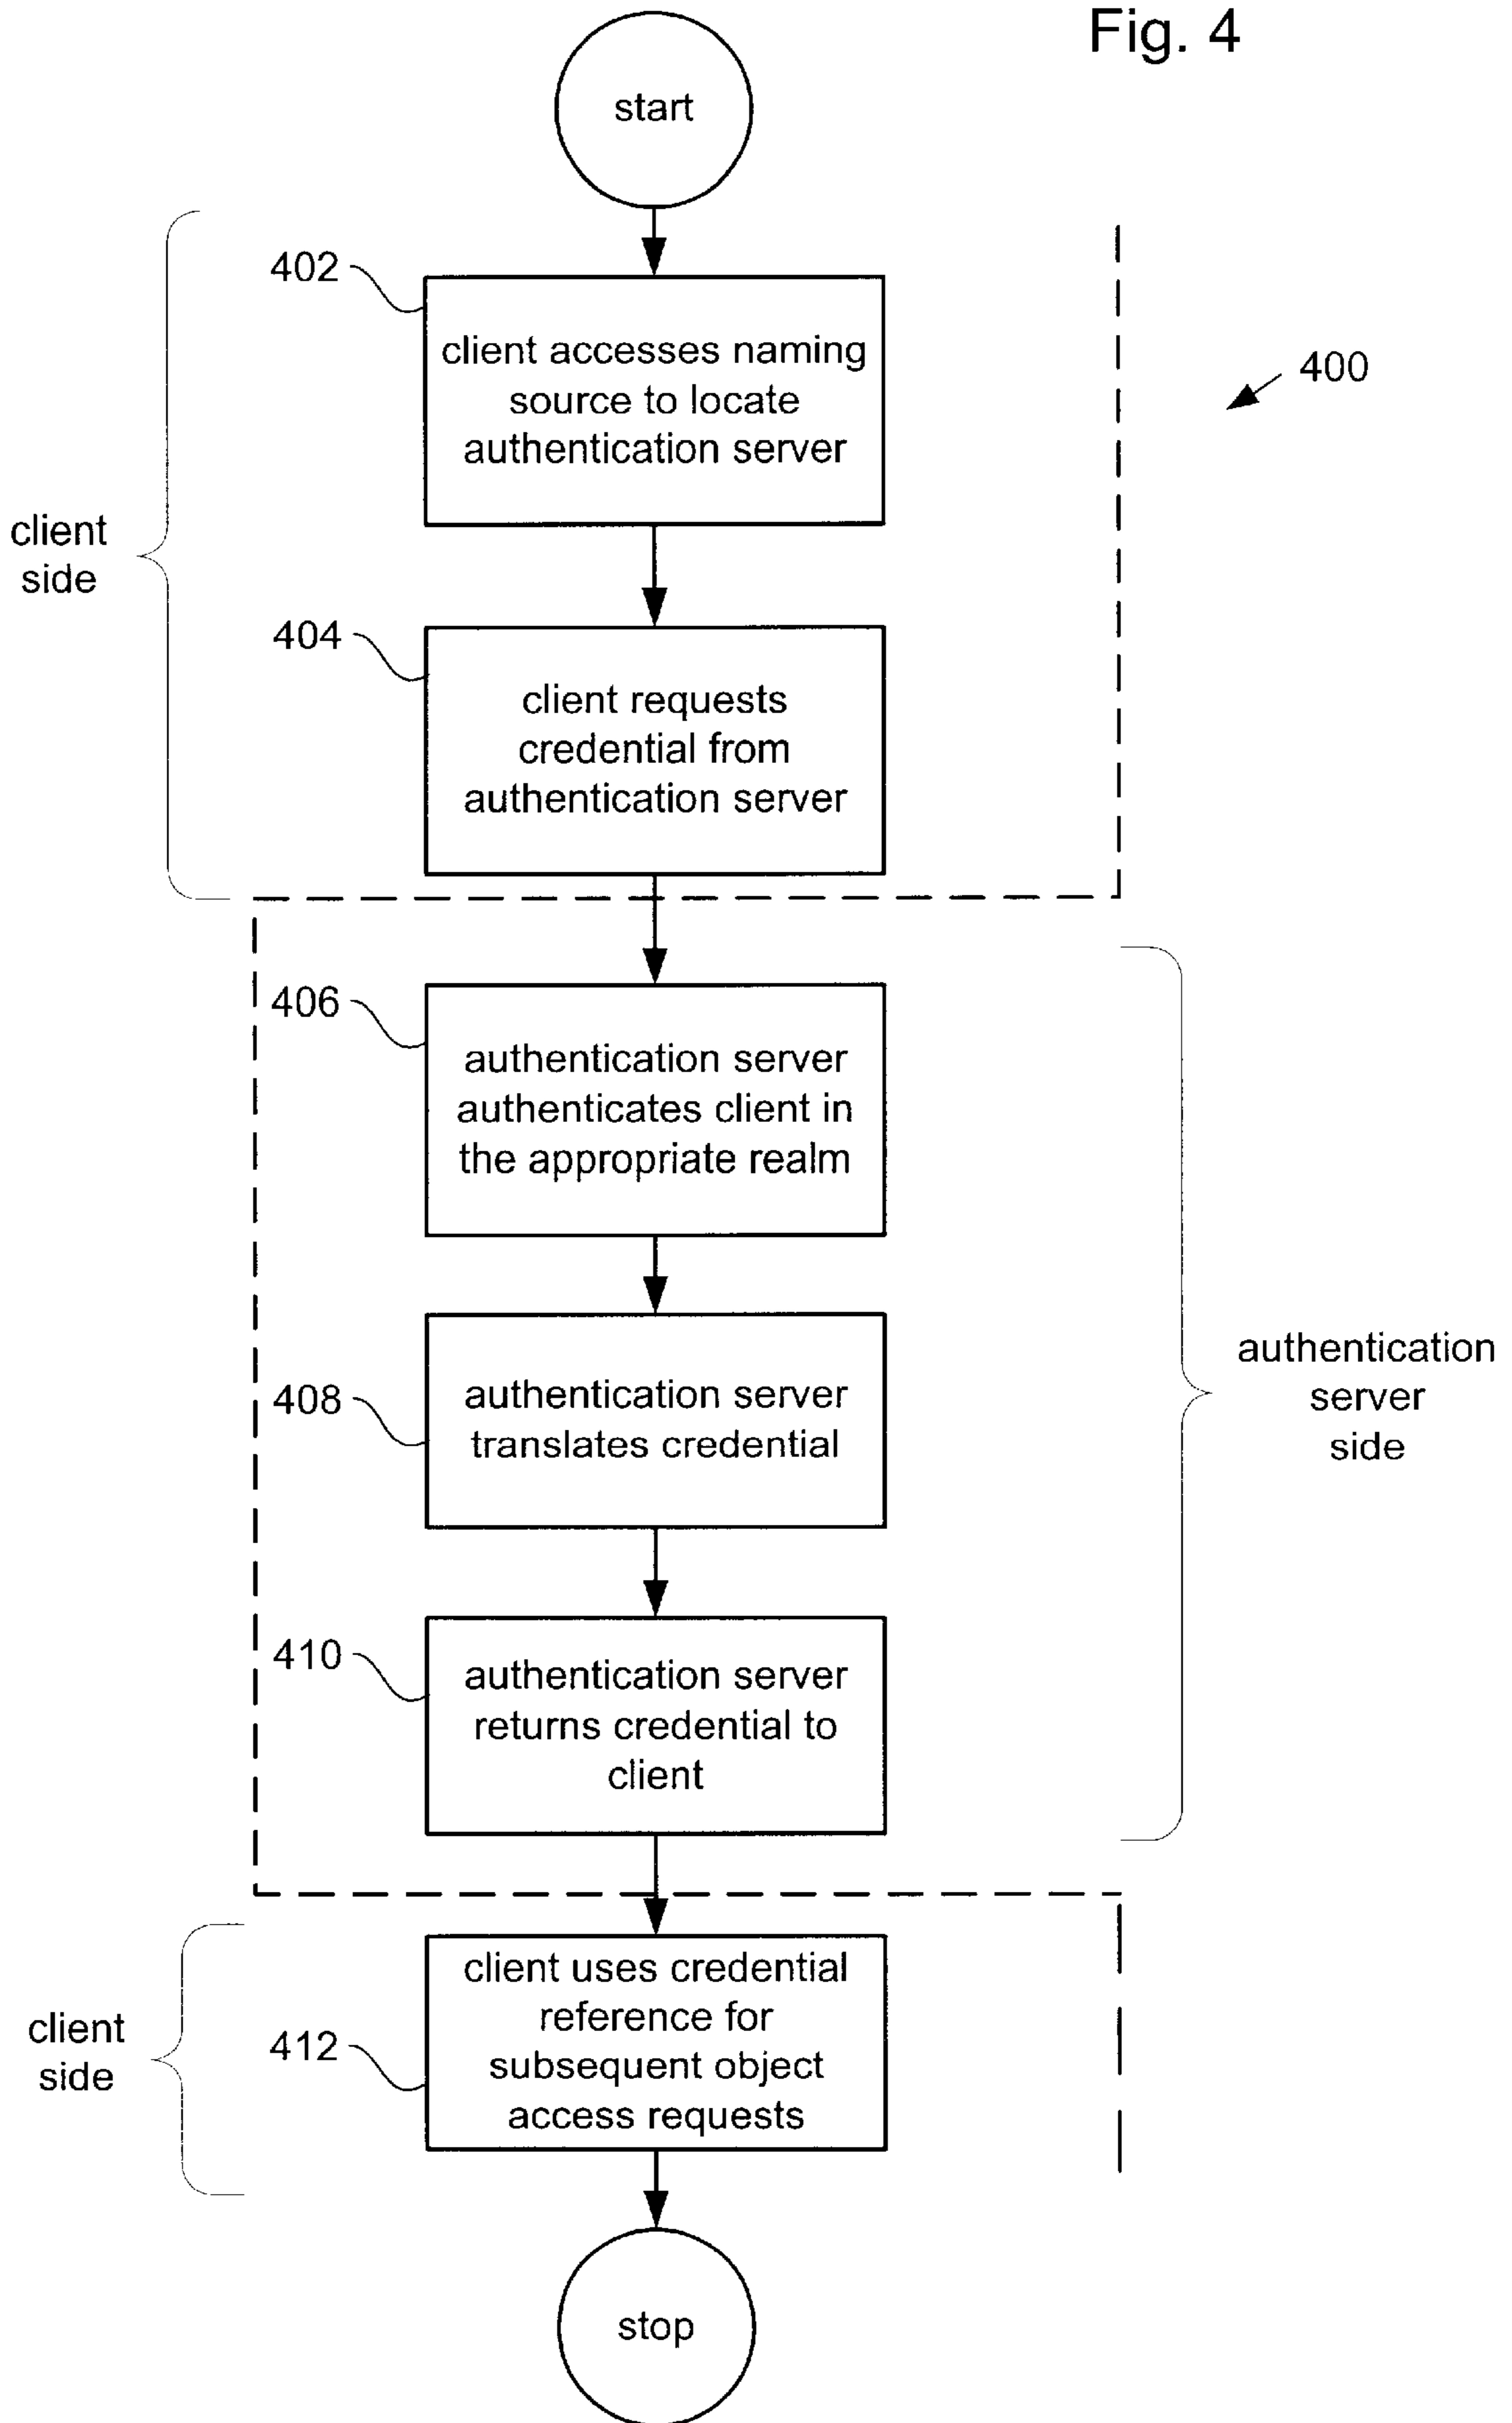 Fig. 4
start
402
client accesses naming
source to locate
authentication server
400
client
side
404
client requests
credential from
authentication server
406
authentication server
authenticates client in
the appropriate realm
408
authentication server
translates credential
authentication
server
side
410
authentication server
returns credential to
client
client
side
412
client uses credential
reference for
subsequent object
access requests
stop